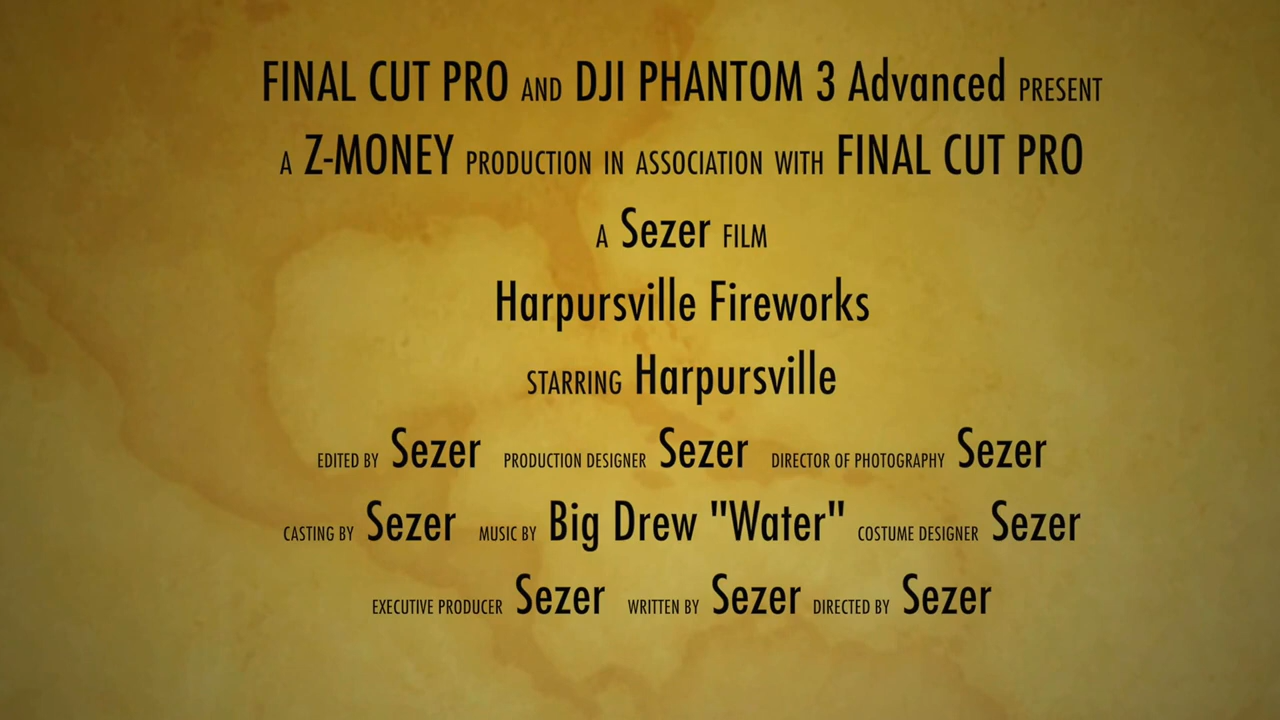 FINAL CUT PRO AND DJI PHANTOM 3 Advanced PRESENT
A Z-MONEY PRODUCTION IN ASSOCIATION WITH FINAL CUT PRO
A Sezer FILM
Harpursville Fireworks
STARRING Harpursville
EDITED BY Sezer PRODUCTION DESIGNER Sezer DIRECTOR OF PHOTOGRAPHY Sezer
CASTING BY Sezer MUSIC BY Big Drew "Water" COSTUME DESIGNER Sezer
EXECUTIVE PRODUCER Sezer WRITTEN BY Sezer DIRECTED BY Sezer